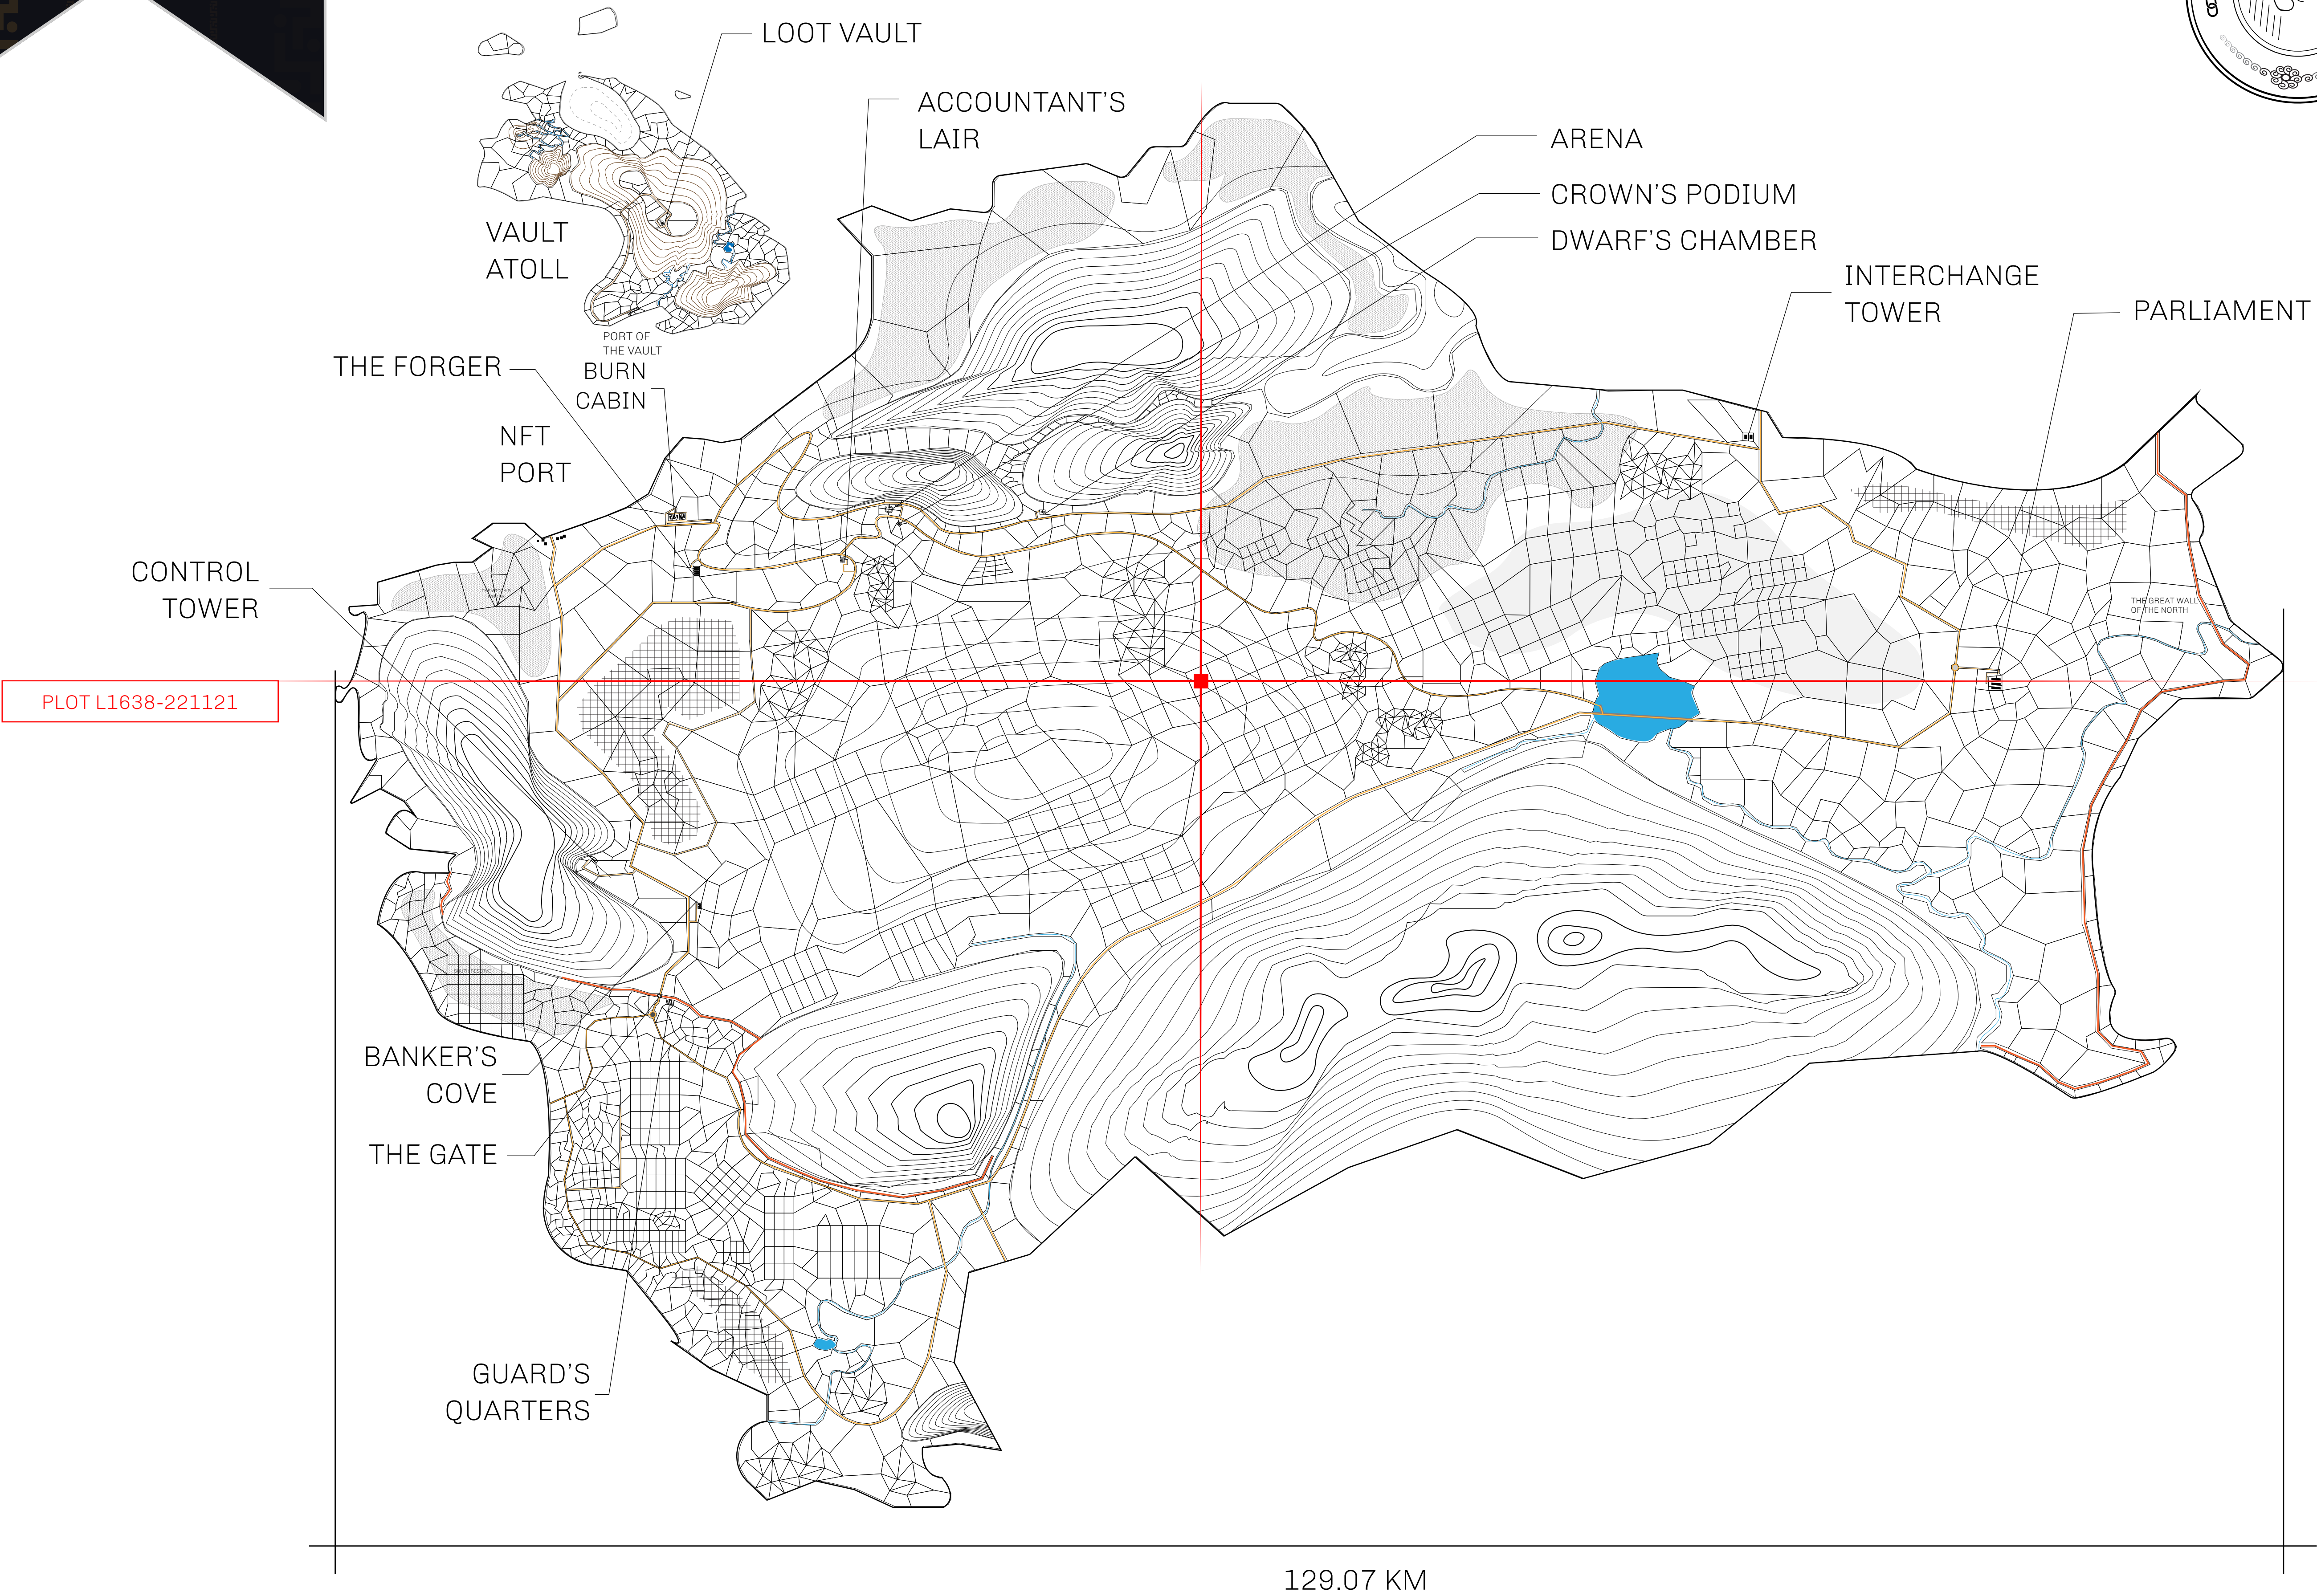 LOOT VAULT
ACCOUNTANT'S
LAIR
ARENA
CROWN'S PODIUM
DWARF'S CHAMBER
INTERCHANGE
TOWER
PARLIAMENT
VAULT
ATOLL
PORT OF
THE VAULT
THE FORGER
BURN
CABIN
NFT
PORT
CONTROL
TOWER
THE GREAT WALL
OF THE NORTH
PLOT L1638-221121
SOUTH RESERVE
BANKER'S
COVE
THE GATE
GUARD'S
QUARTERS
129.07 KM